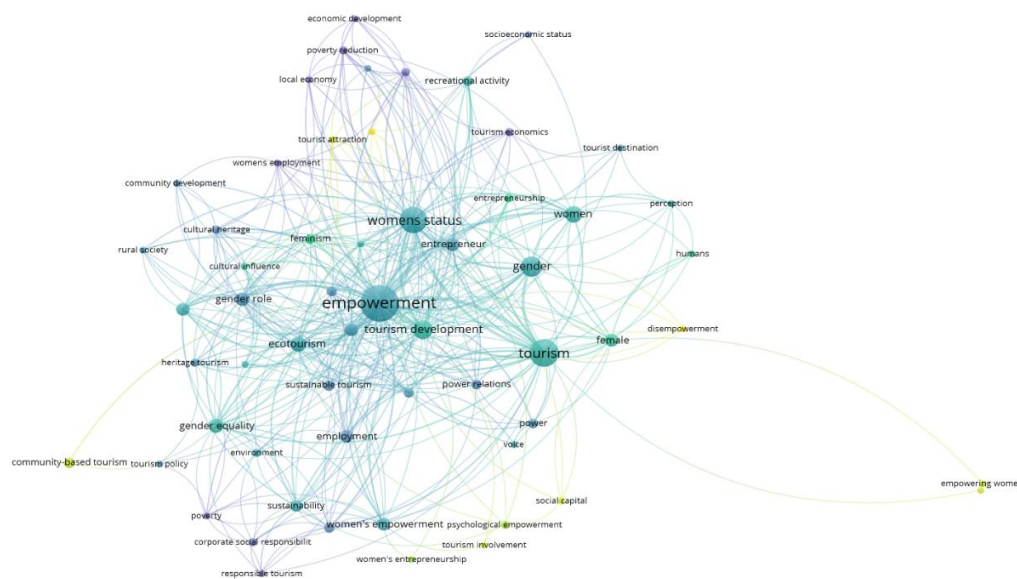 economic development
socioeconomic status
poverty reduction
local economy
recreational activity
tourist attraction
tourism economics
tourist destination
womens employment
community development
entrepreneurship
perception
womens status
women
cultural heritage
feminism
entrepreneur
rural society
humans
cultural influence
gender
gender role
empowerment
tourism development
disempowerment
ecotourism
female
tourism
heritage tourism
sustainable tourism
power relations
gender equality
power
employment
voice
environment
community-based tourism
tourism policy
empowering wome
social capital
sustainability
poverty
women's empowerment
psychological empowerment
corporate social responsibilit
tourism involvement
women's entrepreneurship
responsible tourism